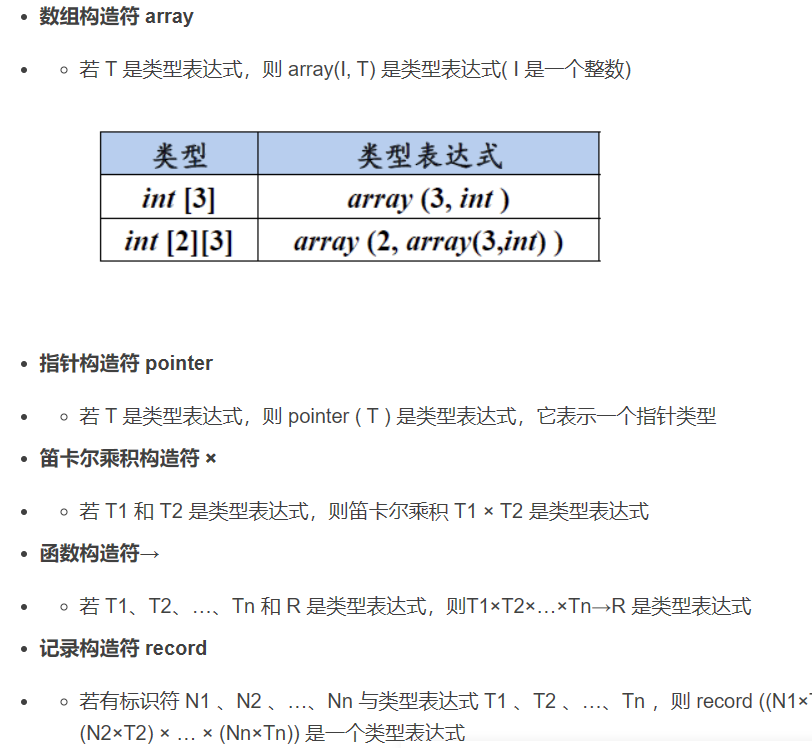 数组构造符 array
若 T 是类型表达式，则 array(I, T) 是类型表达式( I 是一个整数)
类型 类型表达式
int [3] array (3, int )
int [2][3] array (2, array(3,int) )
指针构造符 pointer
若 T 是类型表达式，则 pointer ( T ) 是类型表达式，它表示一个指针类型
笛卡尔乘积构造符 ×
若 T1 和 T2 是类型表达式，则笛卡尔乘积 T1 × T2 是类型表达式
函数构造符→
若 T1、T2、…、Tn 和 R 是类型表达式，则T1×T2×…×Tn→R 是类型表达式
记录构造符 record
若有标识符 N1 、N2 、…、Nn 与类型表达式 T1 、T2 、…、Tn ，则 record ((N1×
(N2×T2) × … × (Nn×Tn)) 是一个类型表达式